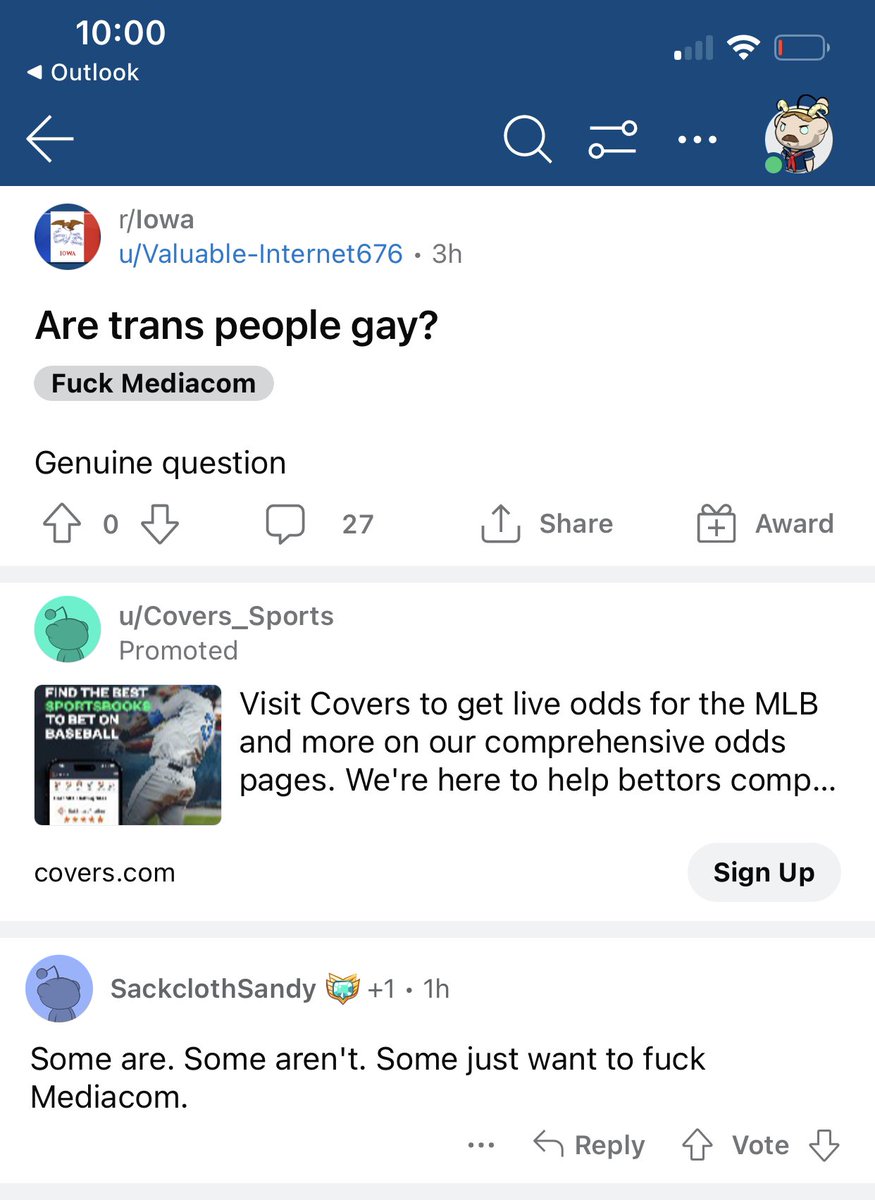 10:00
◀ Outlook
r/Iowa
u/Valuable-Internet676 • 3h
Are trans people gay?
Fuck Mediacom
Genuine question
0 27 Share Award
u/Covers_Sports
Promoted
FIND THE BEST
SPORTSBOOKS
TO BET ON
BASEBALL
Visit Covers to get live odds for the MLB
and more on our comprehensive odds
pages. We're here to help bettors comp...
covers.com
Sign Up
SackclothSandy +1 • 1h
Some are. Some aren't. Some just want to fuck
Mediacom.
Reply Vote